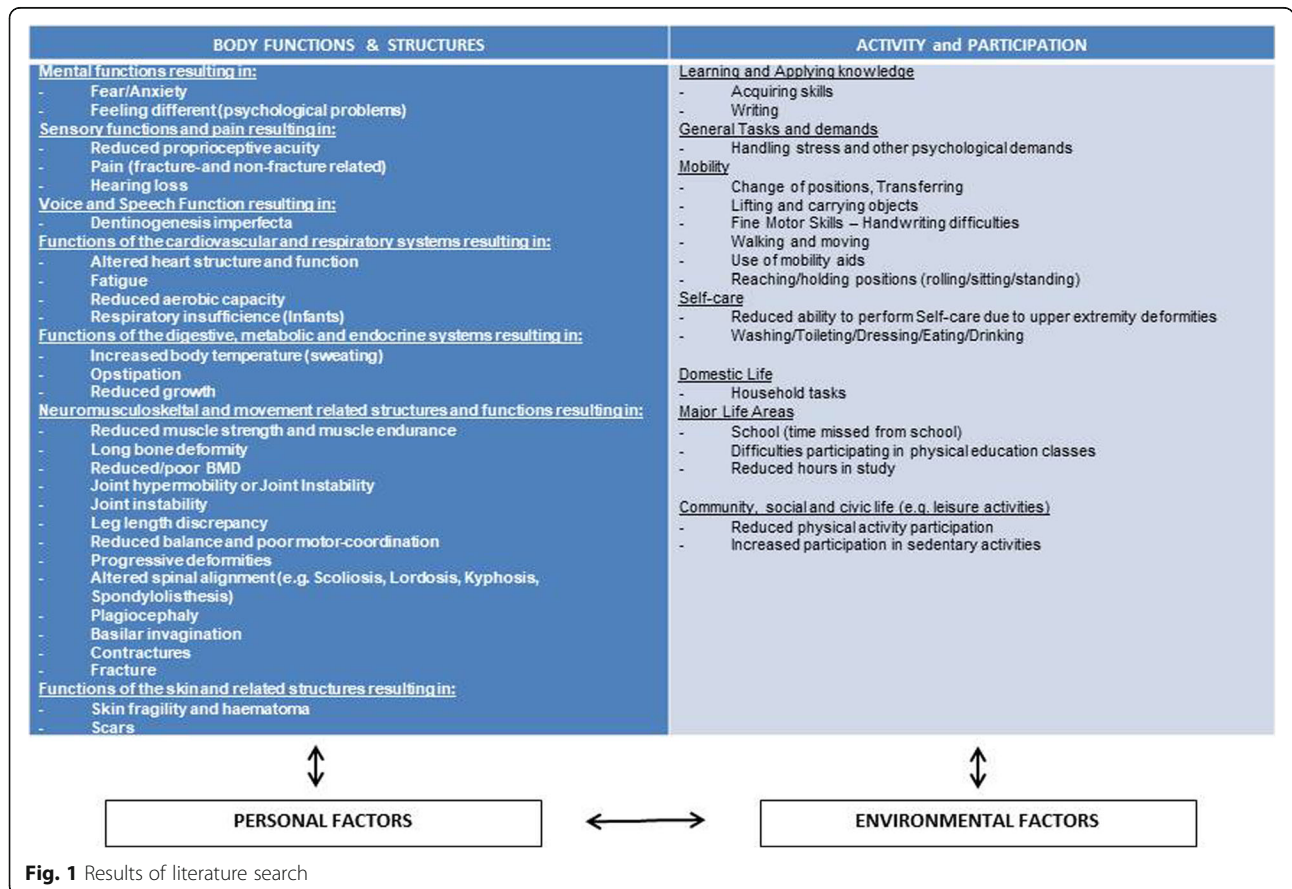 BODY FUNCTIONS & STRUCTURES
Mental functions resulting in:
- Fear/Anxiety
- Feeling different (psychological problems)
Sensory functions and pain resulting in:
- Reduced proprioceptive acuity
- Pain (fracture- and non-fracture related)
- Hearing loss
Voice and Speech Function resulting in:
- Dentinogenesis imperfecta
Functions of the cardiovascular and respiratory systems resulting in:
- Altered heart structure and function
- Fatigue
- Reduced aerobic capacity
- Respiratory insufficience (Infants)
Functions of the digestive, metabolic and endocrine systems resulting in:
- Increased body temperature (sweating)
- Opstipation
- Reduced growth
Neuromusculoskeltal and movement related structures and functions resulting in:
- Reduced muscle strength and muscle endurance
- Long bone deformity
- Reduced/poor BMD
- Joint hypermobility or Joint Instability
- Joint instability
- Leg length discrepancy
- Reduced balance and poor motor-coordination
- Progressive deformities
- Altered spinal alignment (e.g. Scoliosis, Lordosis, Kyphosis,
Spondylolisthesis)
- Plagiocephaly
- Basilar invagination
- Contractures
- Fracture
Functions of the skin and related structures resulting in:
- Skin fragility and haematoma
- Scars
ACTIVITY and PARTICIPATION
Learning and Applying knowledge
- Acquiring skills
- Writing
General Tasks and demands
- Handling stress and other psychological demands
Mobility
- Change of positions, Transferring
- Lifting and carrying objects
- Fine Motor Skills – Handwriting difficulties
- Walking and moving
- Use of mobility aids
- Reaching/holding positions (rolling/sitting/standing)
Self-care
- Reduced ability to perform Self-care due to upper extremity deformities
- Washing/Toileting/Dressing/Eating/Drinking
Domestic Life
- Household tasks
Major Life Areas
- School (time missed from school)
- Difficulties participating in physical education classes
- Reduced hours in study
Community, social and civic life (e.g. leisure activities)
- Reduced physical activity participation
- Increased participation in sedentary activities
PERSONAL FACTORS
ENVIRONMENTAL FACTORS
Fig. 1 Results of literature search